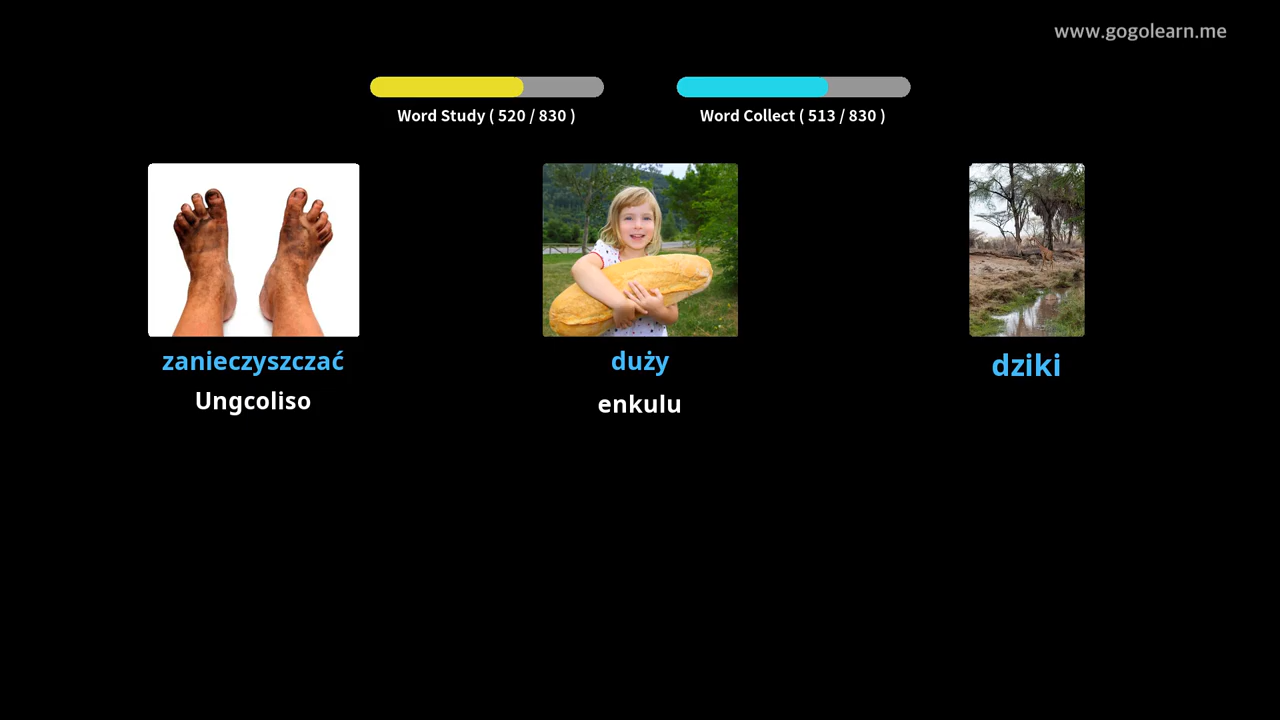 www.gogolearn.me
Word Study ( 520 / 830 )
Word Collect ( 513 / 830 )
zanieczyszczać
Ungcoliso
duży
enkulu
dziki